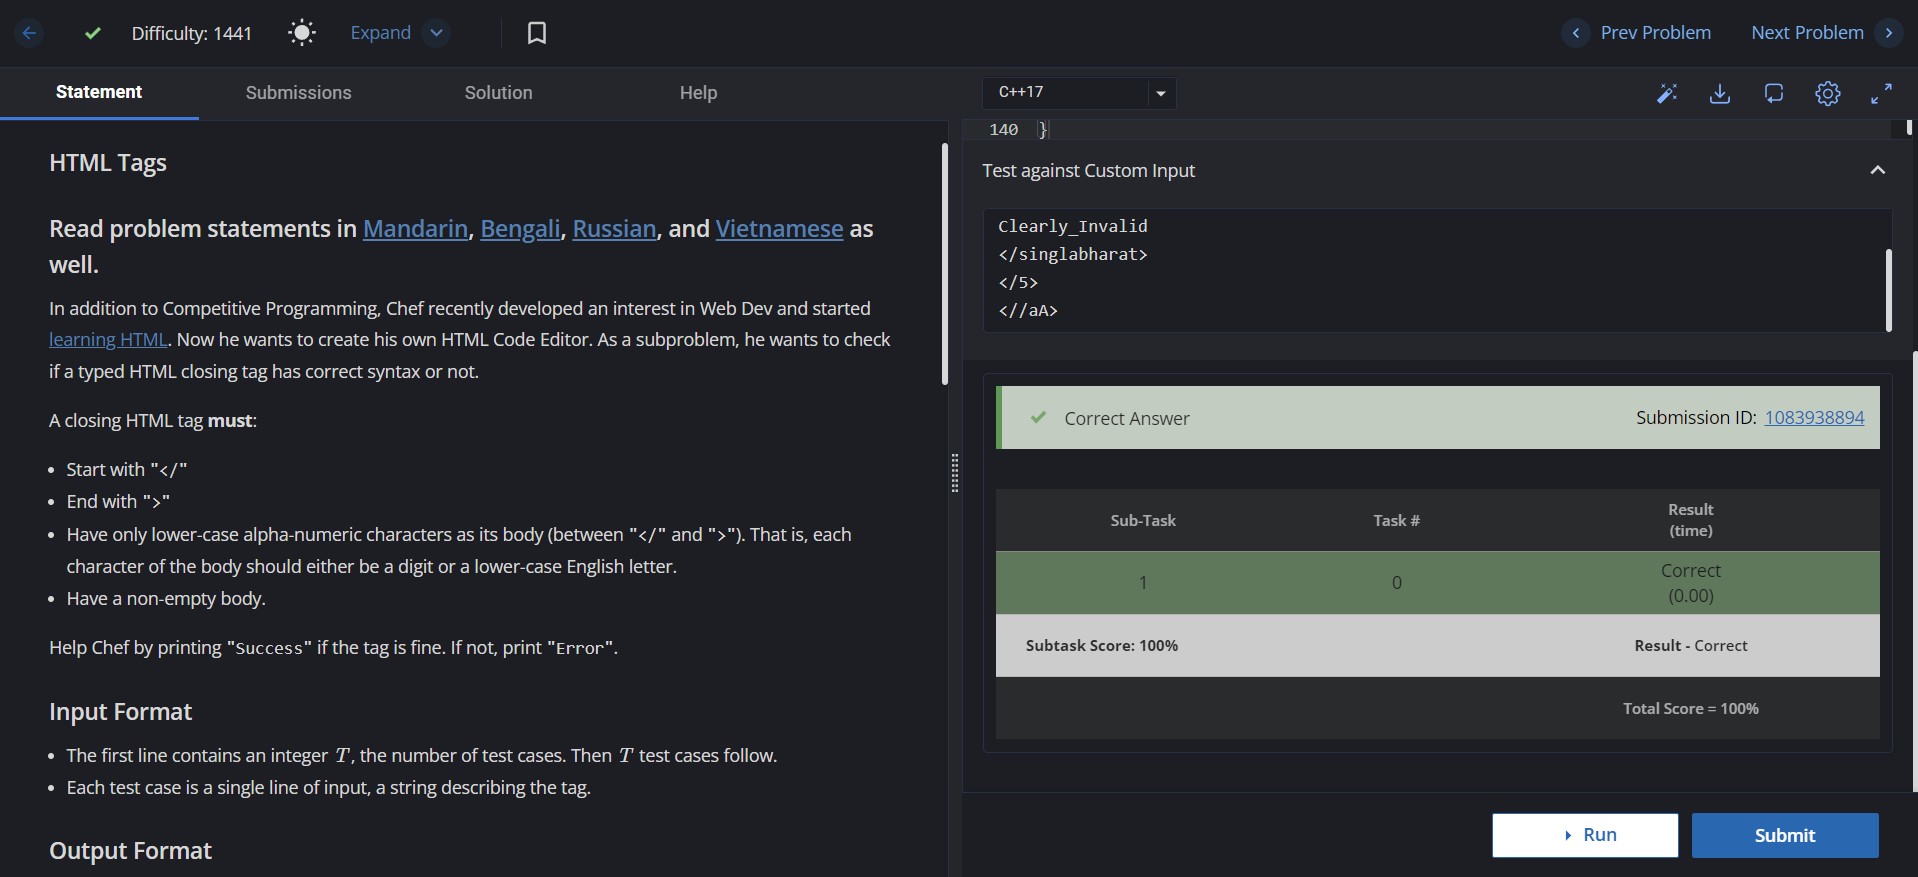 Difficulty: 1441
Expand
Prev Problem
Next Problem
Statement
Submissions
Solution
Help
HTML Tags
Read problem statements in Mandarin, Bengali, Russian, and Vietnamese as
well.
In addition to Competitive Programming, Chef recently developed an interest in Web Dev and started
learning HTML. Now he wants to create his own HTML Code Editor. As a subproblem, he wants to check
if a typed HTML closing tag has correct syntax or not.
A closing HTML tag must:
• Start with "</"
• End with ">"
• Have only lower-case alpha-numeric characters as its body (between "</" and ">"). That is, each
character of the body should either be a digit or a lower-case English letter.
• Have a non-empty body.
Help Chef by printing "Success" if the tag is fine. If not, print "Error".
Input Format
• The first line contains an integer T, the number of test cases. Then T test cases follow.
• Each test case is a single line of input, a string describing the tag.
Output Format
C++17
140 }
Test against Custom Input
Clearly_Invalid
</singlabharat>
</5>
<//aA>
Correct Answer
Submission ID: 1083938894
Sub-Task
Task #
Result
(time)
1
0
Correct
(0.00)
Subtask Score: 100%
Result - Correct
Total Score = 100%
Run
Submit